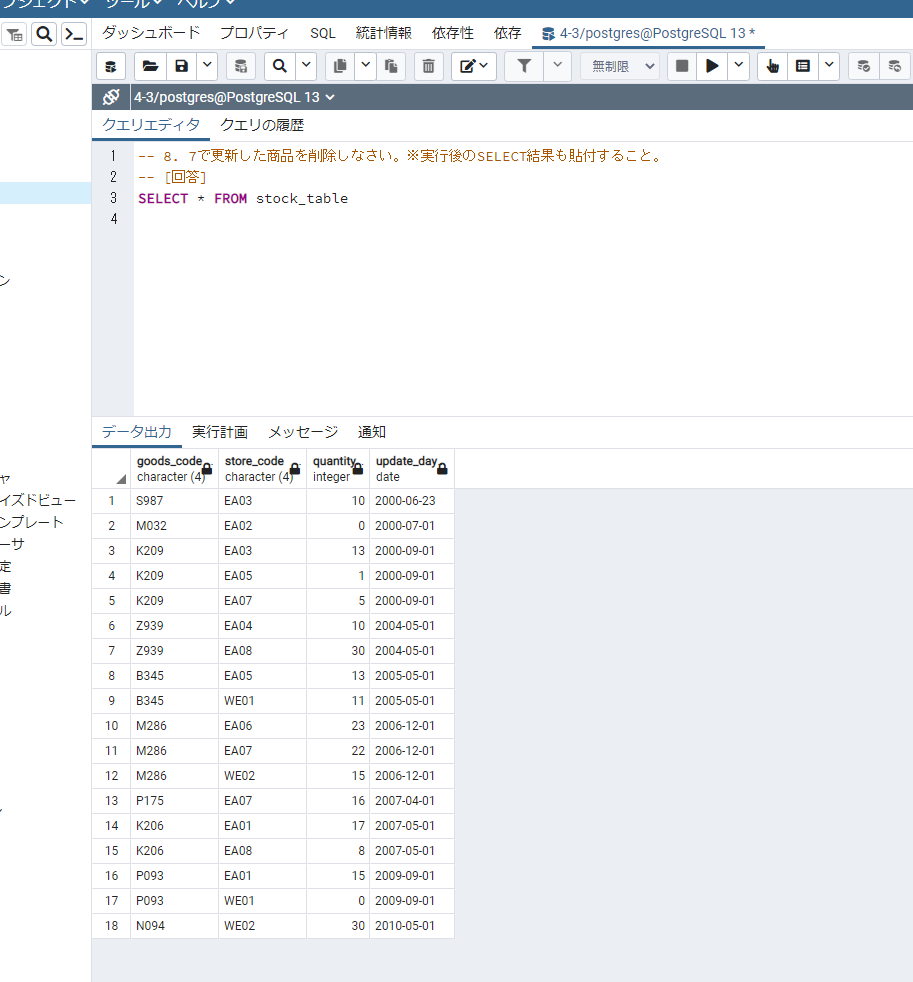 ツール ヘルプ
ダッシュボード プロパティ SQL 統計情報 依存性 依存 4-3/postgres@PostgreSQL 13 *
無制限
4-3/postgres@PostgreSQL 13
クエリエディタ クエリの履歴
1 -- 8. 7で更新した商品を削除しなさい。※実行後のSELECT結果も貼付すること。
2 -- [回答]
3 SELECT * FROM stock_table
4
ン
ャ
イズドビュー
ンプレート
ーサ
定
書
ル
データ出力 実行計画 メッセージ 通知
goods_code store_code quantity update_day
character (4) character (4) integer date
1 S987 EA03 10 2000-06-23
2 M032 EA02 0 2000-07-01
3 K209 EA03 13 2000-09-01
4 K209 EA05 1 2000-09-01
5 K209 EA07 5 2000-09-01
6 Z939 EA04 10 2004-05-01
7 Z939 EA08 30 2004-05-01
8 B345 EA05 13 2005-05-01
9 B345 WE01 11 2005-05-01
10 M286 EA06 23 2006-12-01
11 M286 EA07 22 2006-12-01
12 M286 WE02 15 2006-12-01
13 P175 EA07 16 2007-04-01
14 K206 EA01 17 2007-05-01
15 K206 EA08 8 2007-05-01
16 P093 EA01 15 2009-09-01
17 P093 WE01 0 2009-09-01
18 N094 WE02 30 2010-05-01